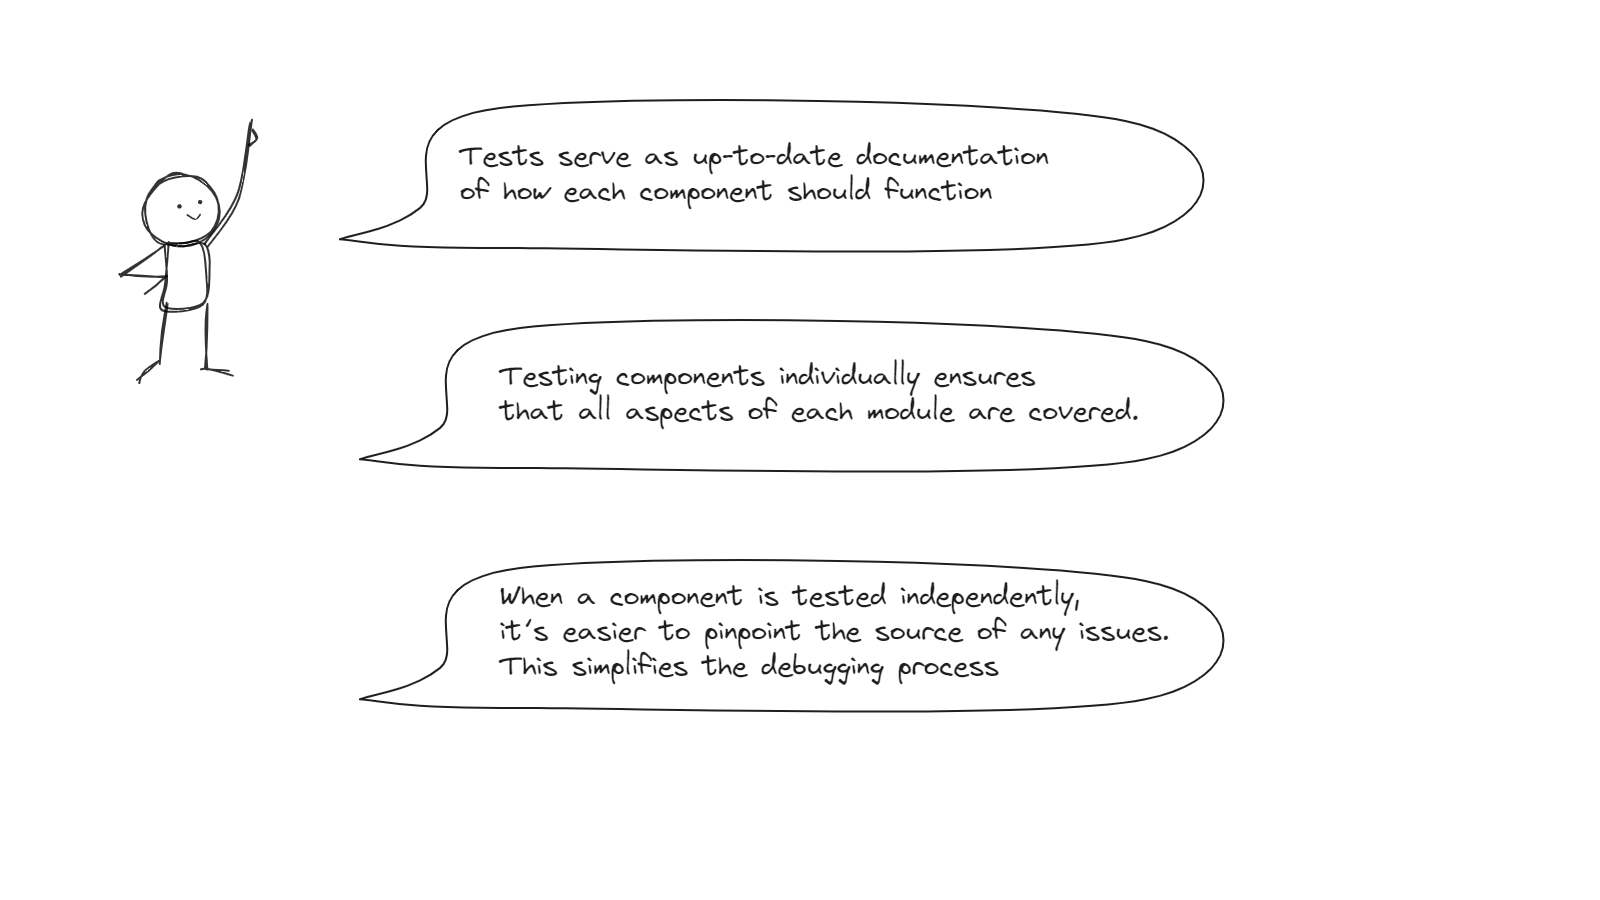 Tests serve as up-to-date documentation
of how each component should function
Testing components individually ensures
that all aspects of each module are covered.
When a component is tested independently,
it's easier to pinpoint the source of any issues.
This simplifies the debugging process